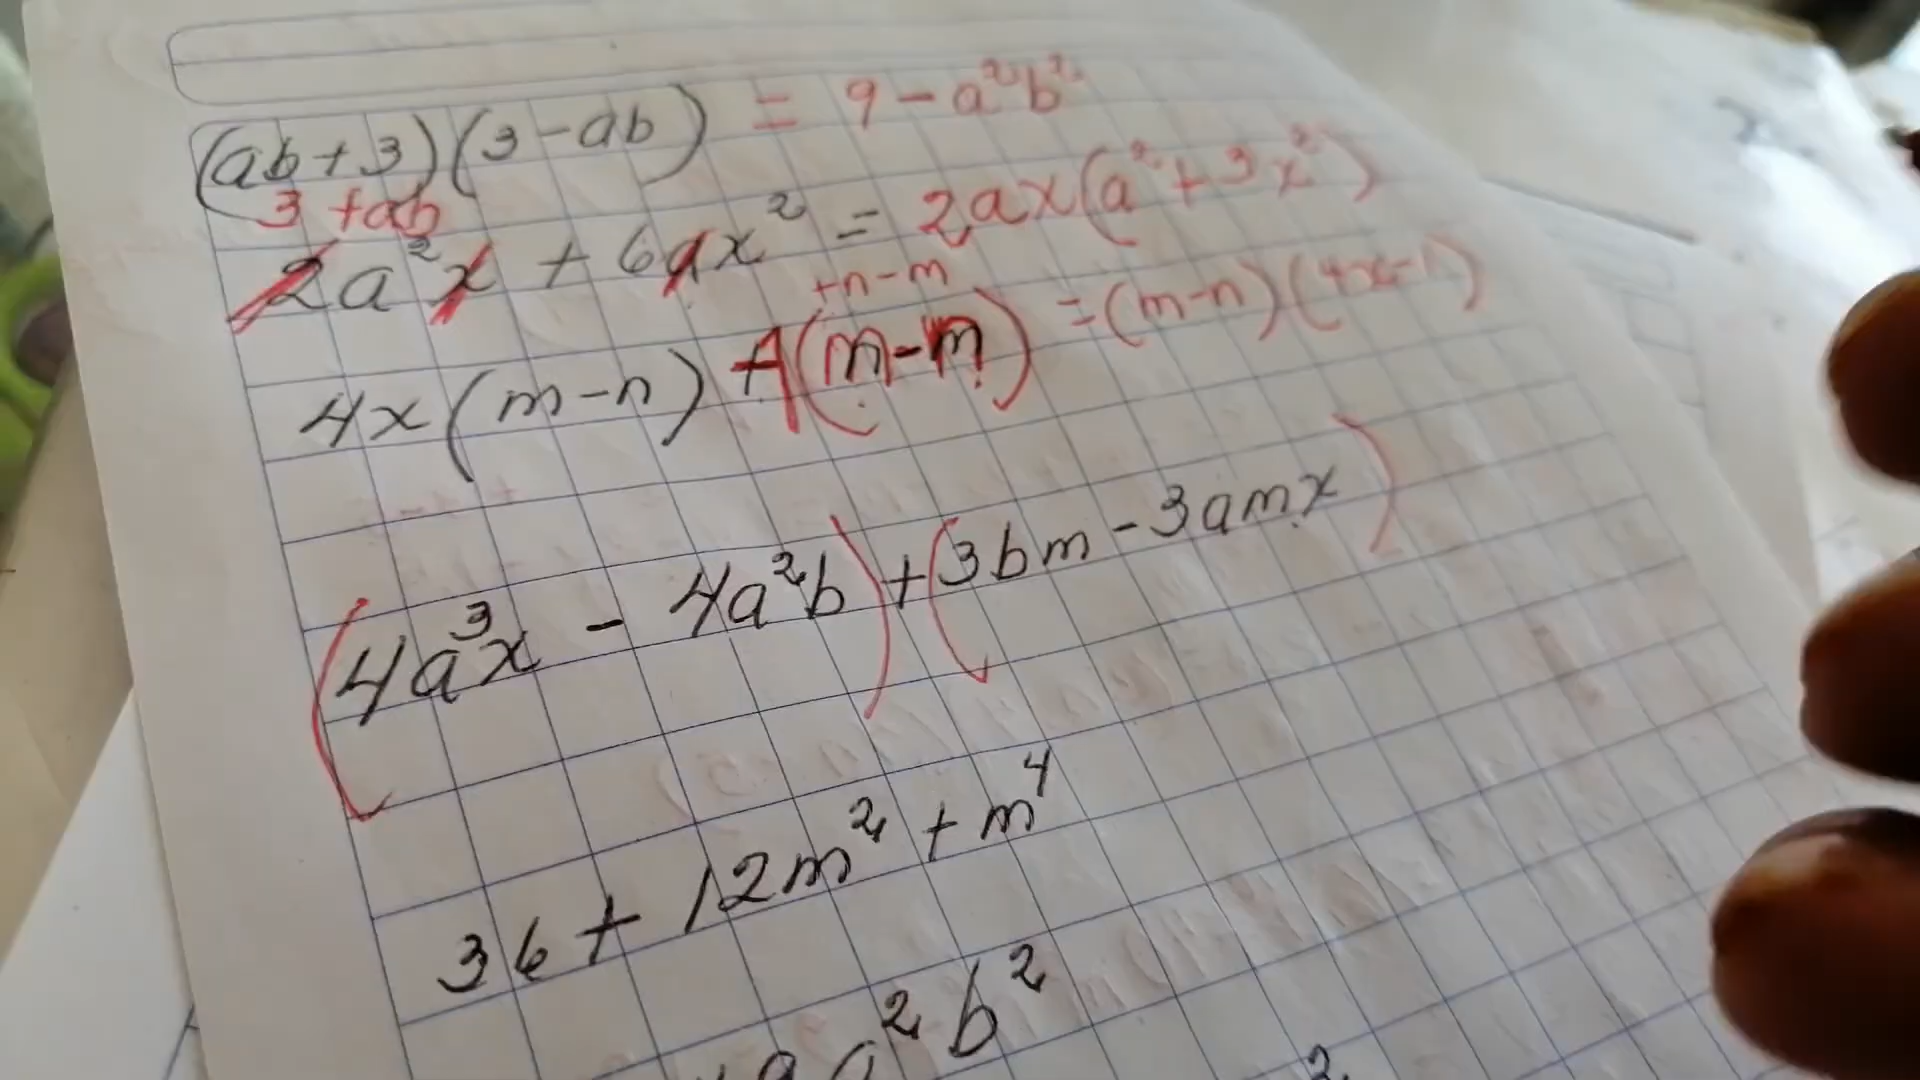 (ab+3)(3-ab) = 9-a²b²
3 +ab
2a²x + 6ax² = 2ax(a²+3x²)
+n-m
4x(m-n) +1(n-m) =(m-n)(4x-1)
(4a³x - 4a²b)+(3bm-3amx)
36 + 12m² + m⁴
a²b²